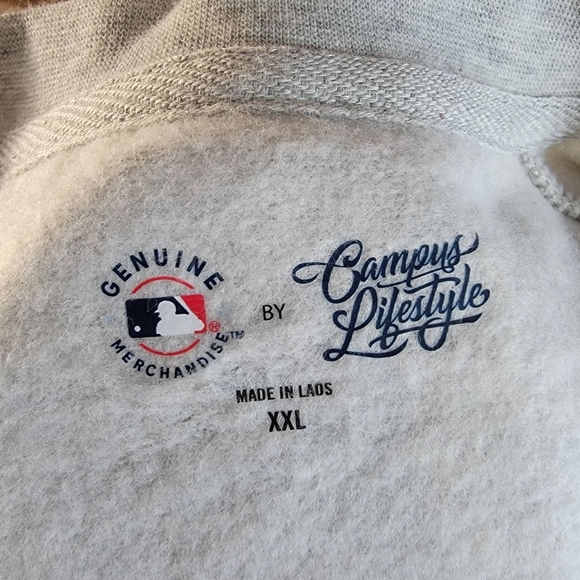 GENUINE
MERCHANDISE™
®
BY
Campus
Lifestyle
MADE IN LAOS
XXL